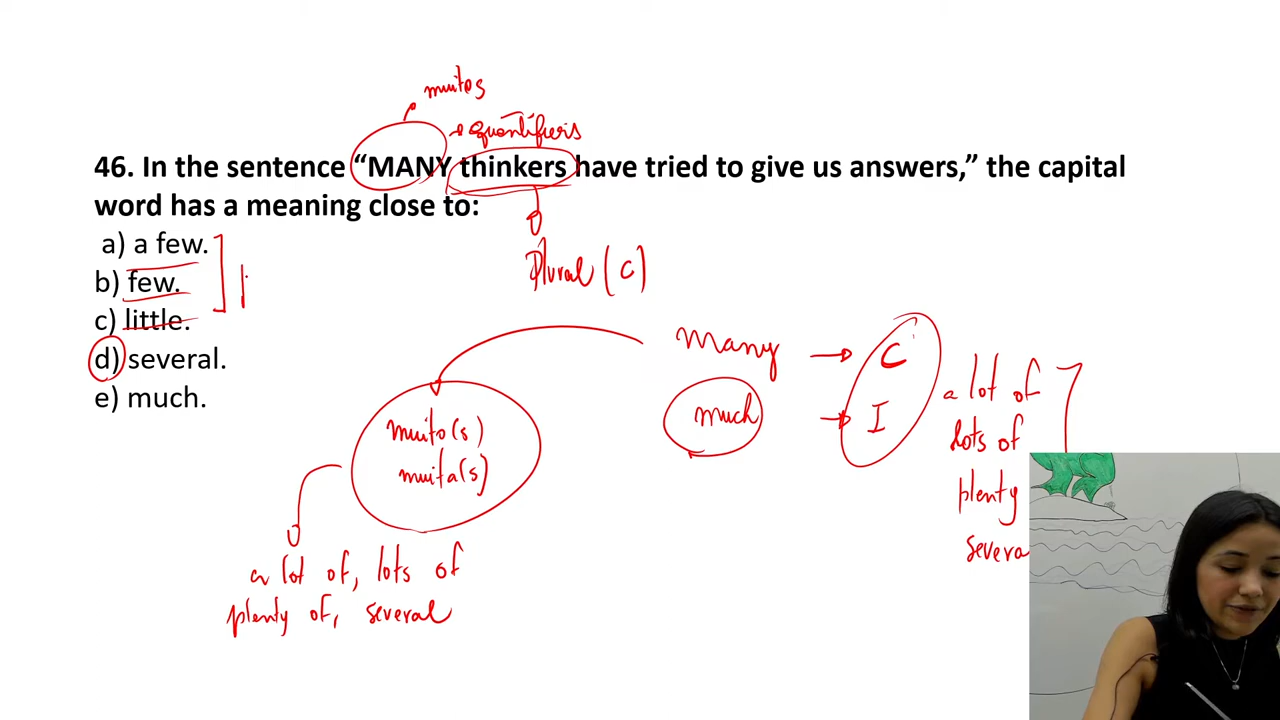 muitos
quantifiers
46. In the sentence “MANY thinkers have tried to give us answers,” the capital
word has a meaning close to:
a) a few.
b) few.
c) little.
d) several.
e) much.
Plural (C)
Many → C
much → I
a lot of
lots of
plenty
severa
muito(s)
muita(s)
a lot of, lots of
plenty of, several